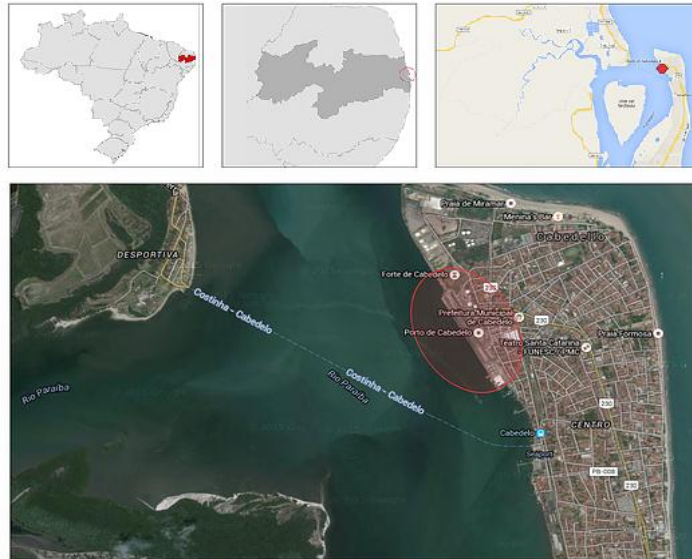 Praia de Miramar
Menina's Bar
Cabedello
DESPORTIVA
Forte de Cabedelo
Costinha - Cabedelo
230
Prefeitura Municipal
de Cabedelo
230
Porto de Cabedelo
Praia Formosa
Teatro Santa Catarina
FUNESC / PMC
Costinha - Cabedelo
Rio Paraíba
Rio Paraíba
230
Cabedelo
CENTRO
Seaport
PB-008
230